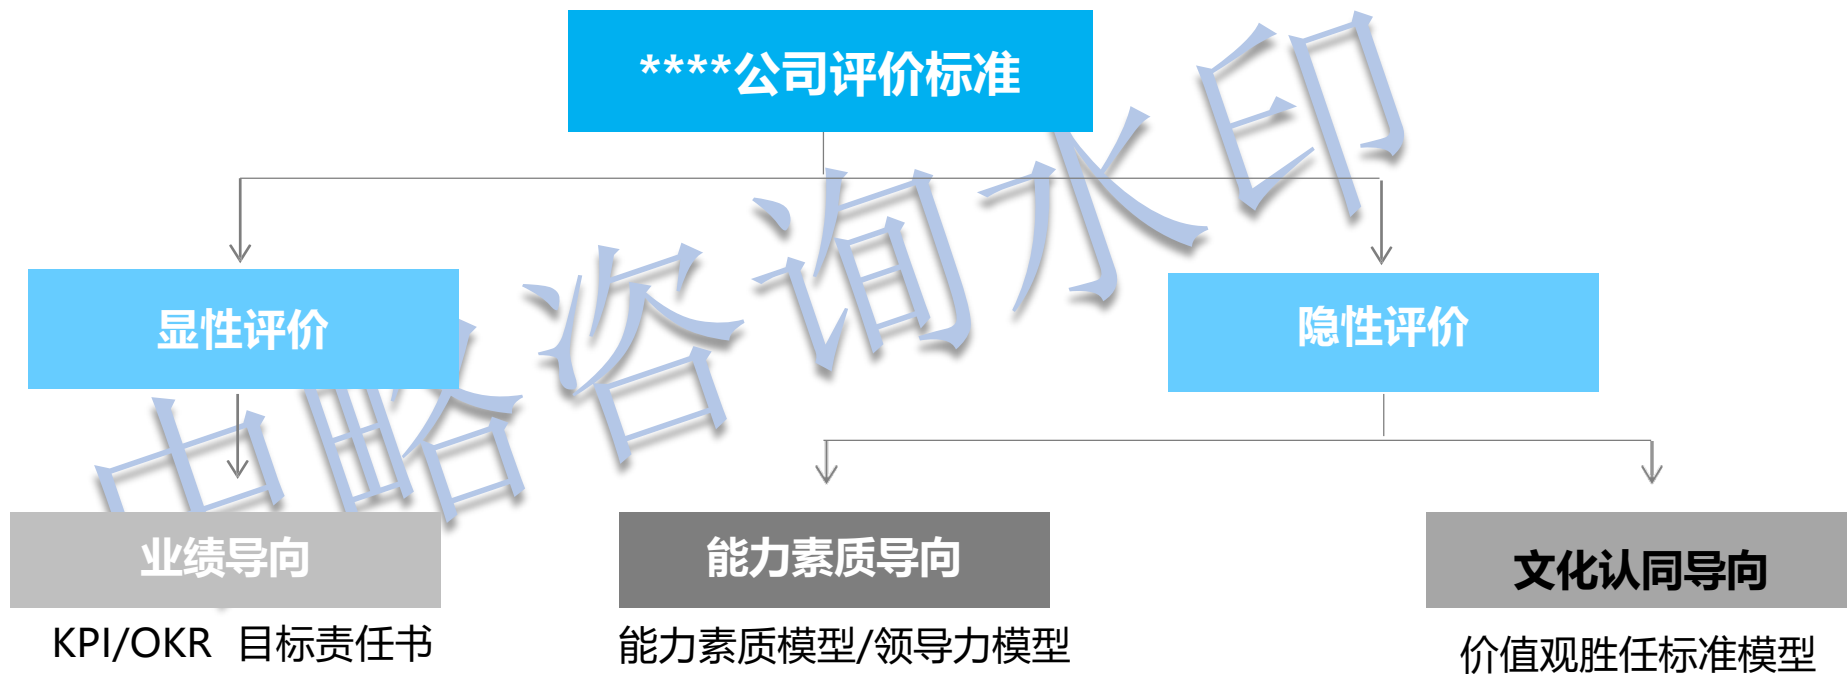 ****公司评价标准
显性评价
隐性评价
业绩导向
能力素质导向
文化认同导向
KPI/OKR 目标责任书
能力素质模型/领导力模型
价值观胜任标准模型
中略咨询水印